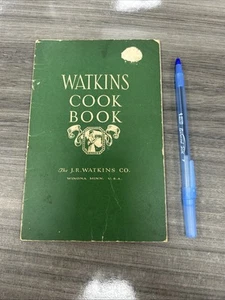 WATKINS
COOK
BOOK
The J.R. WATKINS CO.
WINONA, MINN. U.S.A.